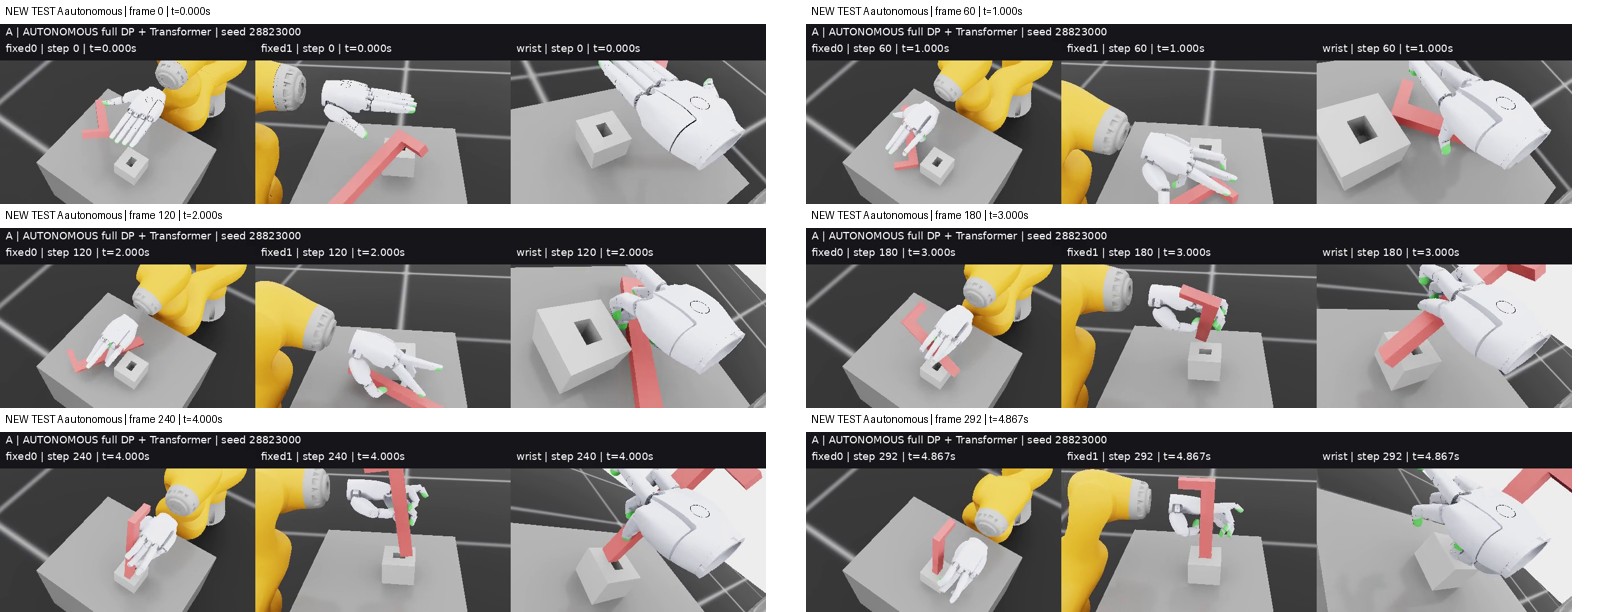 NEW TEST A autonomous | frame 0 | t=0.000s
A | AUTONOMOUS full DP + Transformer | seed 28823000
fixed0 | step 0 | t=0.000s
fixed1 | step 0 | t=0.000s
wrist | step 0 | t=0.000s
NEW TEST A autonomous | frame 60 | t=1.000s
A | AUTONOMOUS full DP + Transformer | seed 28823000
fixed0 | step 60 | t=1.000s
fixed1 | step 60 | t=1.000s
wrist | step 60 | t=1.000s
NEW TEST A autonomous | frame 120 | t=2.000s
A | AUTONOMOUS full DP + Transformer | seed 28823000
fixed0 | step 120 | t=2.000s
fixed1 | step 120 | t=2.000s
wrist | step 120 | t=2.000s
NEW TEST A autonomous | frame 180 | t=3.000s
A | AUTONOMOUS full DP + Transformer | seed 28823000
fixed0 | step 180 | t=3.000s
fixed1 | step 180 | t=3.000s
wrist | step 180 | t=3.000s
NEW TEST A autonomous | frame 240 | t=4.000s
A | AUTONOMOUS full DP + Transformer | seed 28823000
fixed0 | step 240 | t=4.000s
fixed1 | step 240 | t=4.000s
wrist | step 240 | t=4.000s
NEW TEST A autonomous | frame 292 | t=4.867s
A | AUTONOMOUS full DP + Transformer | seed 28823000
fixed0 | step 292 | t=4.867s
fixed1 | step 292 | t=4.867s
wrist | step 292 | t=4.867s